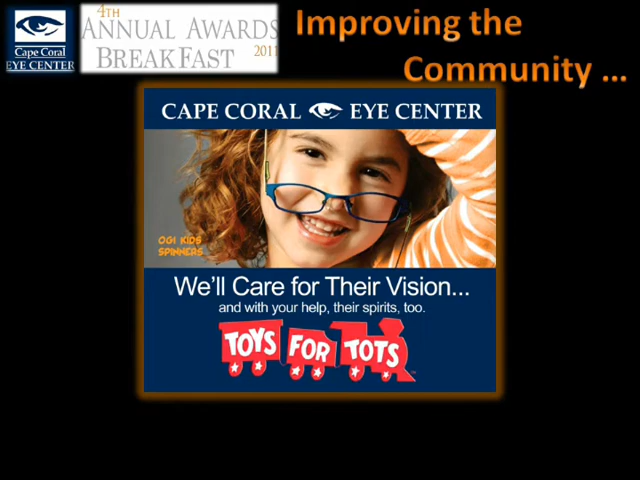 Cape Coral
EYE CENTER
4TH
ANNUAL AWARDS
BREAKFAST 2011
Improving the
Community ...
CAPE CORAL EYE CENTER
OGI KIDS
SPINNERS
We'll Care for Their Vision...
and with your help, their spirits, too.
TOYS FOR TOTS